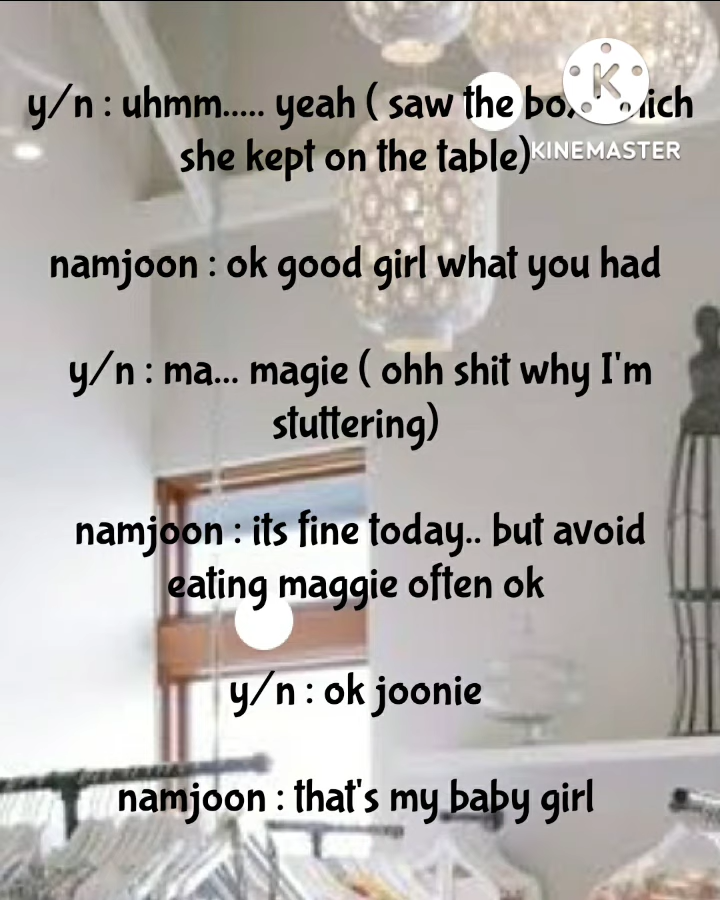 y/n : uhmm..... yeah ( saw the
she kept on the table)
KINEMASTER
namjoon : ok good girl what you had
y/n : ma... magie ( ohh shit why I'm
stuttering)
namjoon : its fine today.. but avoid
eating maggie often ok
y/n : ok joonie
namjoon : that's my baby girl